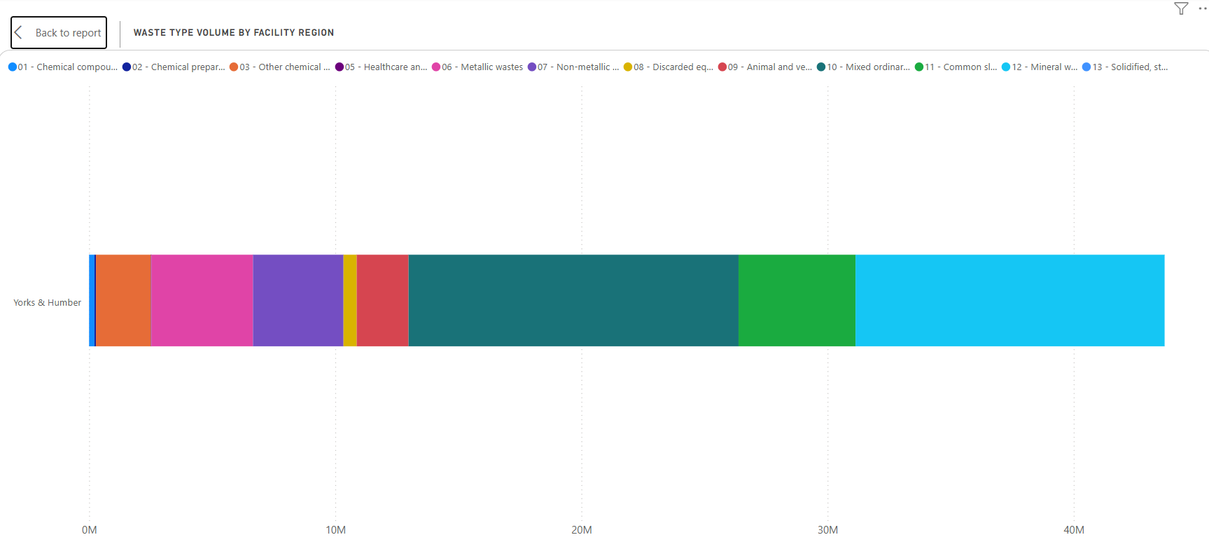 Back to report
WASTE TYPE VOLUME BY FACILITY REGION
01 - Chemical compou... 02 - Chemical prepar... 03 - Other chemical ... 05 - Healthcare an... 06 - Metallic wastes 07 - Non-metallic ... 08 - Discarded eq... 09 - Animal and ve... 10 - Mixed ordinar... 11 - Common sl... 12 - Mineral w... 13 - Solidified, st...
Yorks & Humber
0M 10M 20M 30M 40M